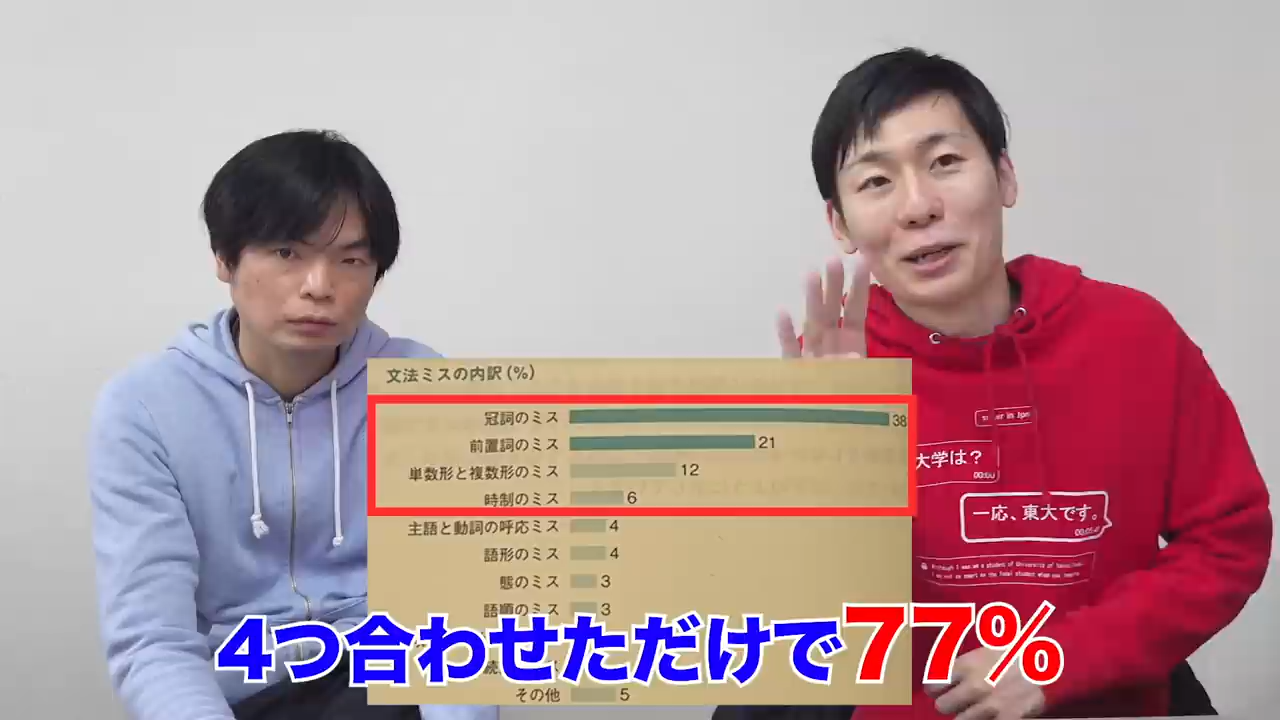 文法ミスの内訳(%)
冠詞のミス 38
前置詞のミス 21
単数形と複数形のミス 12
時制のミス 6
主語と動詞の呼応ミス 4
語形のミス 4
態のミス 3
語順のミス 3
その他 5
4つ合わせただけで77%
大学は?
一応、東大です。